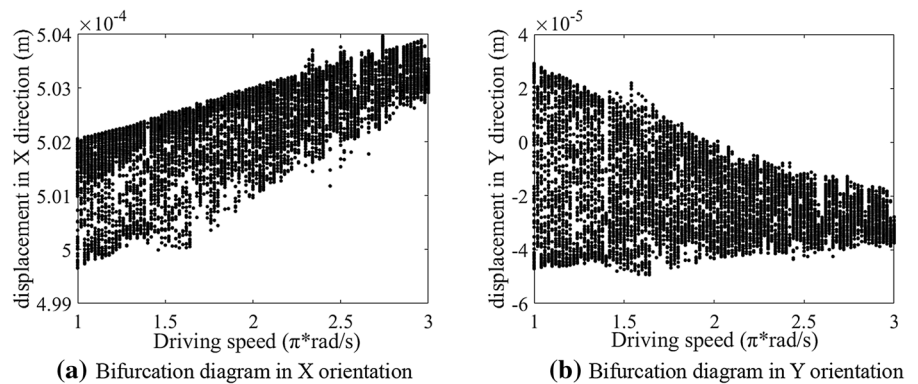 ×10⁻⁴
5.04
5.03
5.02
5.01
5
4.99
displacement in X direction (m)
1 1.5 2 2.5 3
Driving speed (π*rad/s)
(a) Bifurcation diagram in X orientation
×10⁻⁵
4
2
0
-2
-4
-6
displacement in Y direction (m)
1 1.5 2 2.5 3
Driving speed (π*rad/s)
(b) Bifurcation diagram in Y orientation